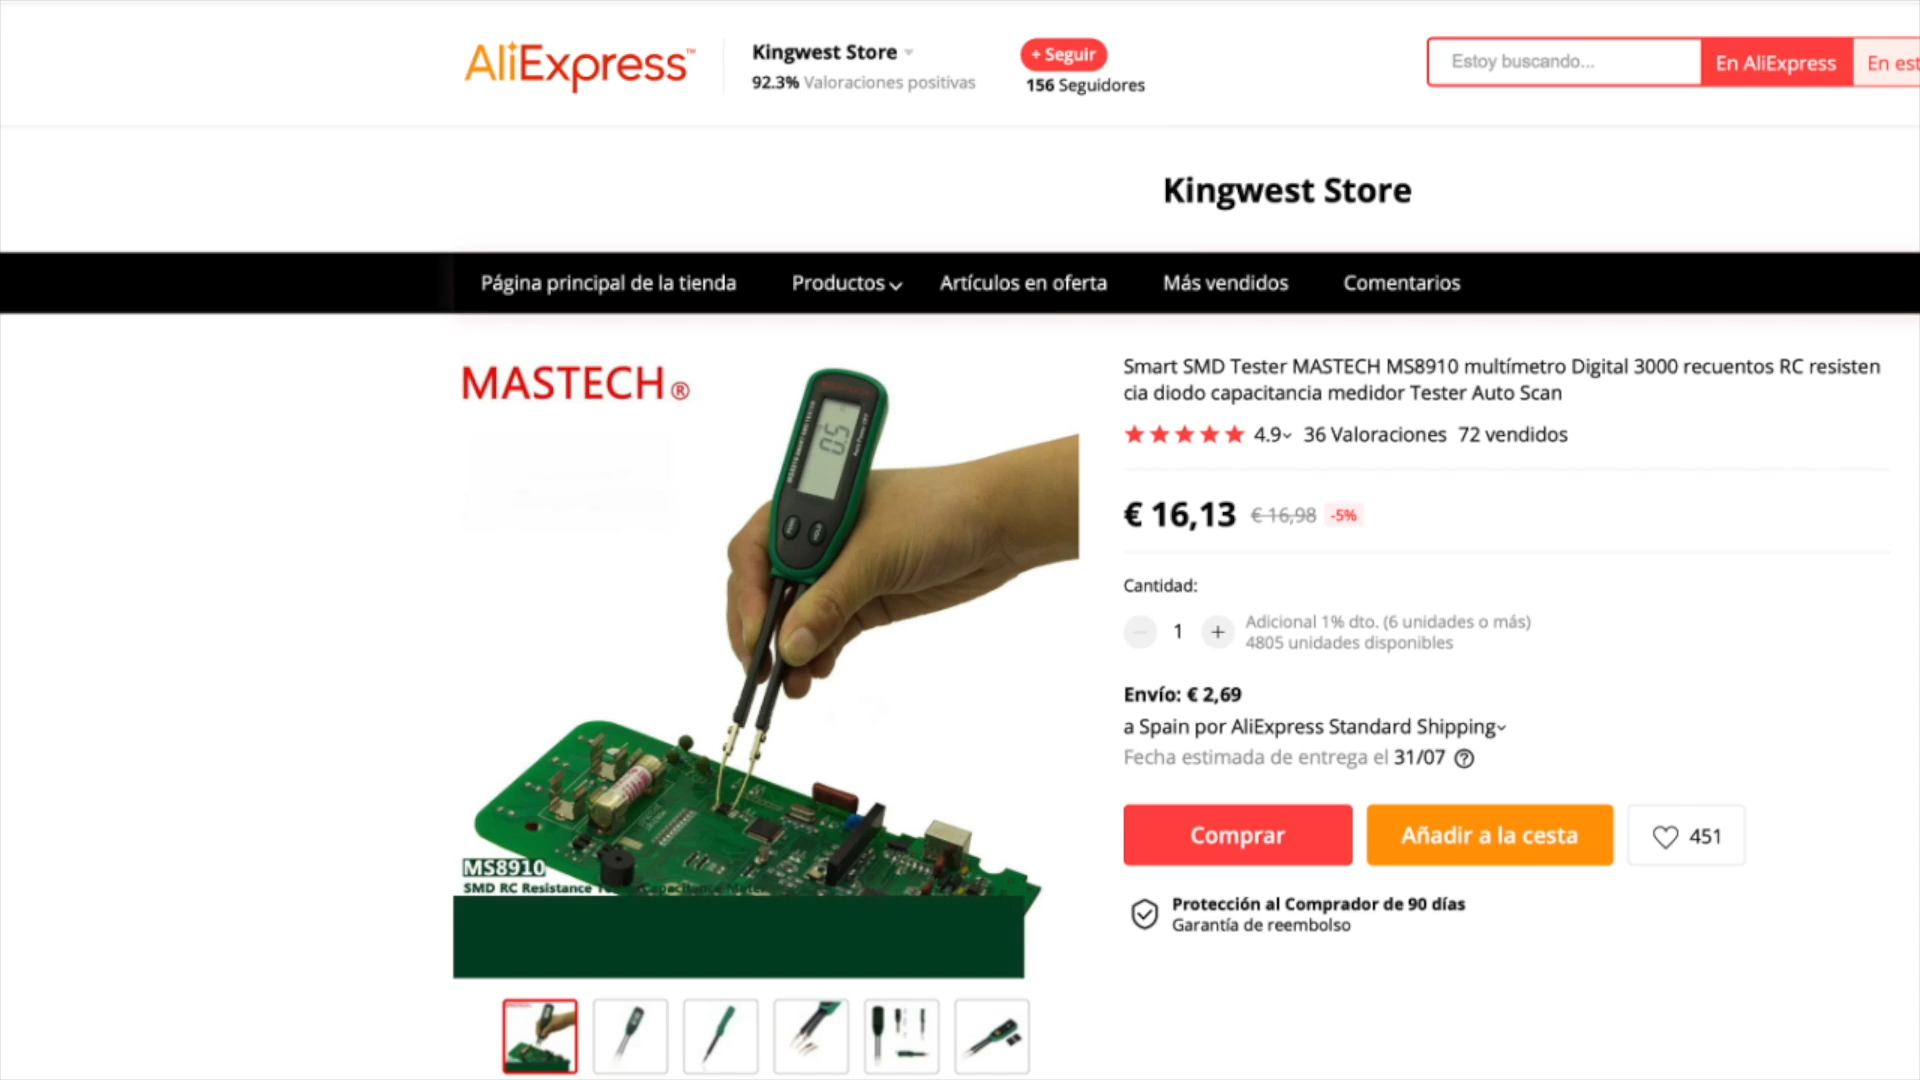 AliExpress™
Kingwest Store
92.3% Valoraciones positivas
+ Seguir
156 Seguidores
Estoy buscando...
En AliExpress
En est
Kingwest Store
Página principal de la tienda
Productos
Artículos en oferta
Más vendidos
Comentarios
MASTECH®
0.5
MS8910
SMD RC Resistance
Smart SMD Tester MASTECH MS8910 multímetro Digital 3000 recuentos RC resisten
cia diodo capacitancia medidor Tester Auto Scan
4.9 36 Valoraciones 72 vendidos
€ 16,13 € 16,98 -5%
Cantidad:
1
Adicional 1% dto. (6 unidades o más)
4805 unidades disponibles
Envío: € 2,69
a Spain por AliExpress Standard Shipping
Fecha estimada de entrega el 31/07
Comprar
Añadir a la cesta
451
Protección al Comprador de 90 días
Garantía de reembolso